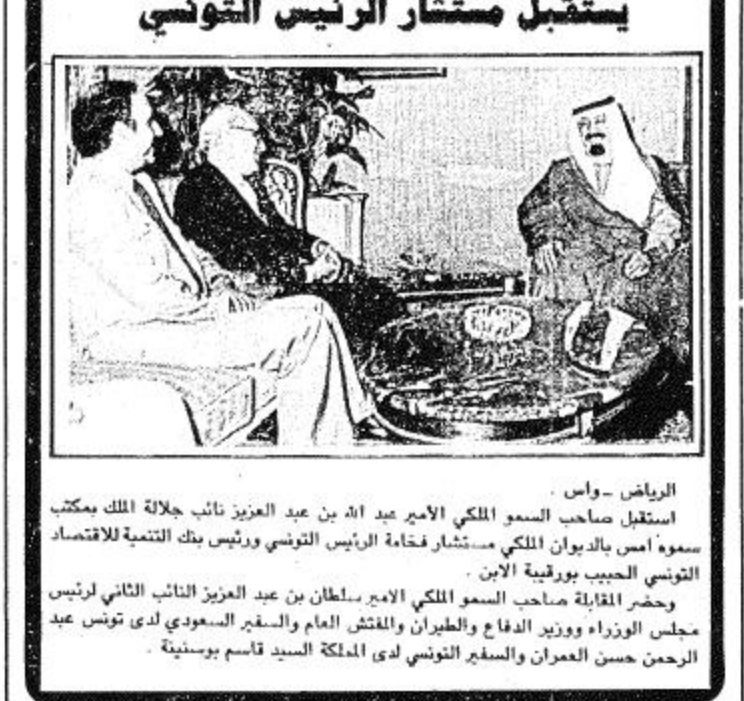 يستقبل مستشار الرئيس التونسي
الرياض - واس .
استقبل صاحب السمو الملكي الأمير عبد الله بن عبد العزيز نائب جلالة الملك بمكتب
سموه امس بالديوان الملكي مستشار فخامة الرئيس التونسي ورئيس بنك التنمية للاقتصاد
التونسي الحبيب بورقيبة الابن .
وحضر المقابلة صاحب السمو الملكي الامير سلطان بن عبد العزيز النائب الثاني لرئيس
مجلس الوزراء ووزير الدفاع والطيران والمفتش العام والسفير السعودي لدى تونس عبد
الرحمن حسن العمران والسفير التونسي لدى المملكة السيد قاسم بوسنينة .